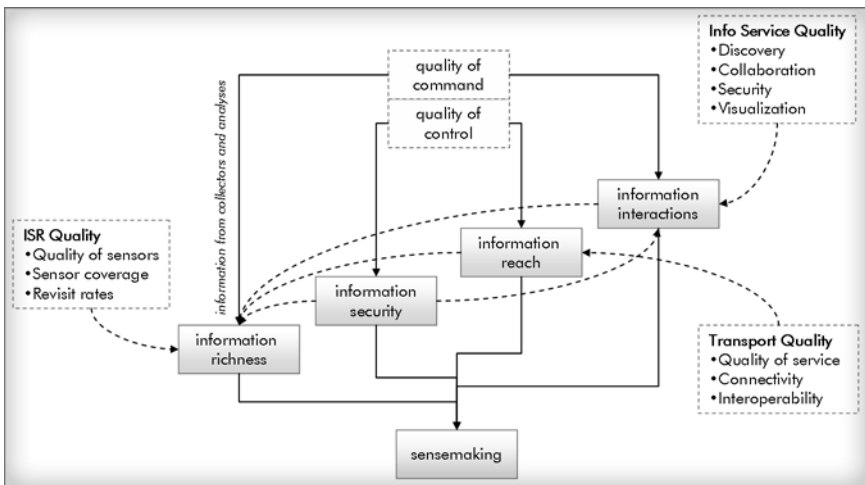 Info Service Quality
•Discovery
•Collaboration
•Security
•Visualization
quality of
command
quality of
control
information from collectors and analyses
information
interactions
ISR Quality
•Quality of sensors
•Sensor coverage
•Revisit rates
information
reach
information
security
information
richness
Transport Quality
•Quality of service
•Connectivity
•Interoperability
sensemaking